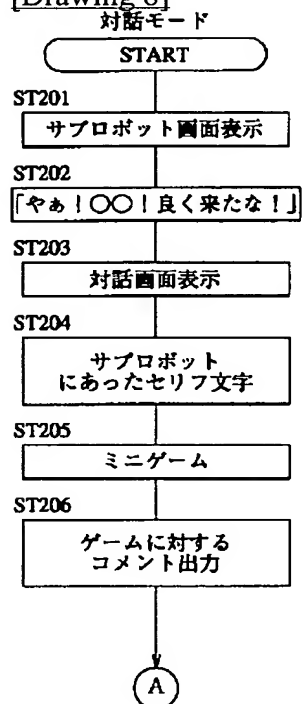 [Drawing 8]
対話モード
START
ST201
サブロボット画面表示
ST202
「やぁ！〇〇！良く来たな！」
ST203
対話画面表示
ST204
サブロボット
にあったセリフ文字
ST205
ミニゲーム
ST206
ゲームに対する
コメント出力
A